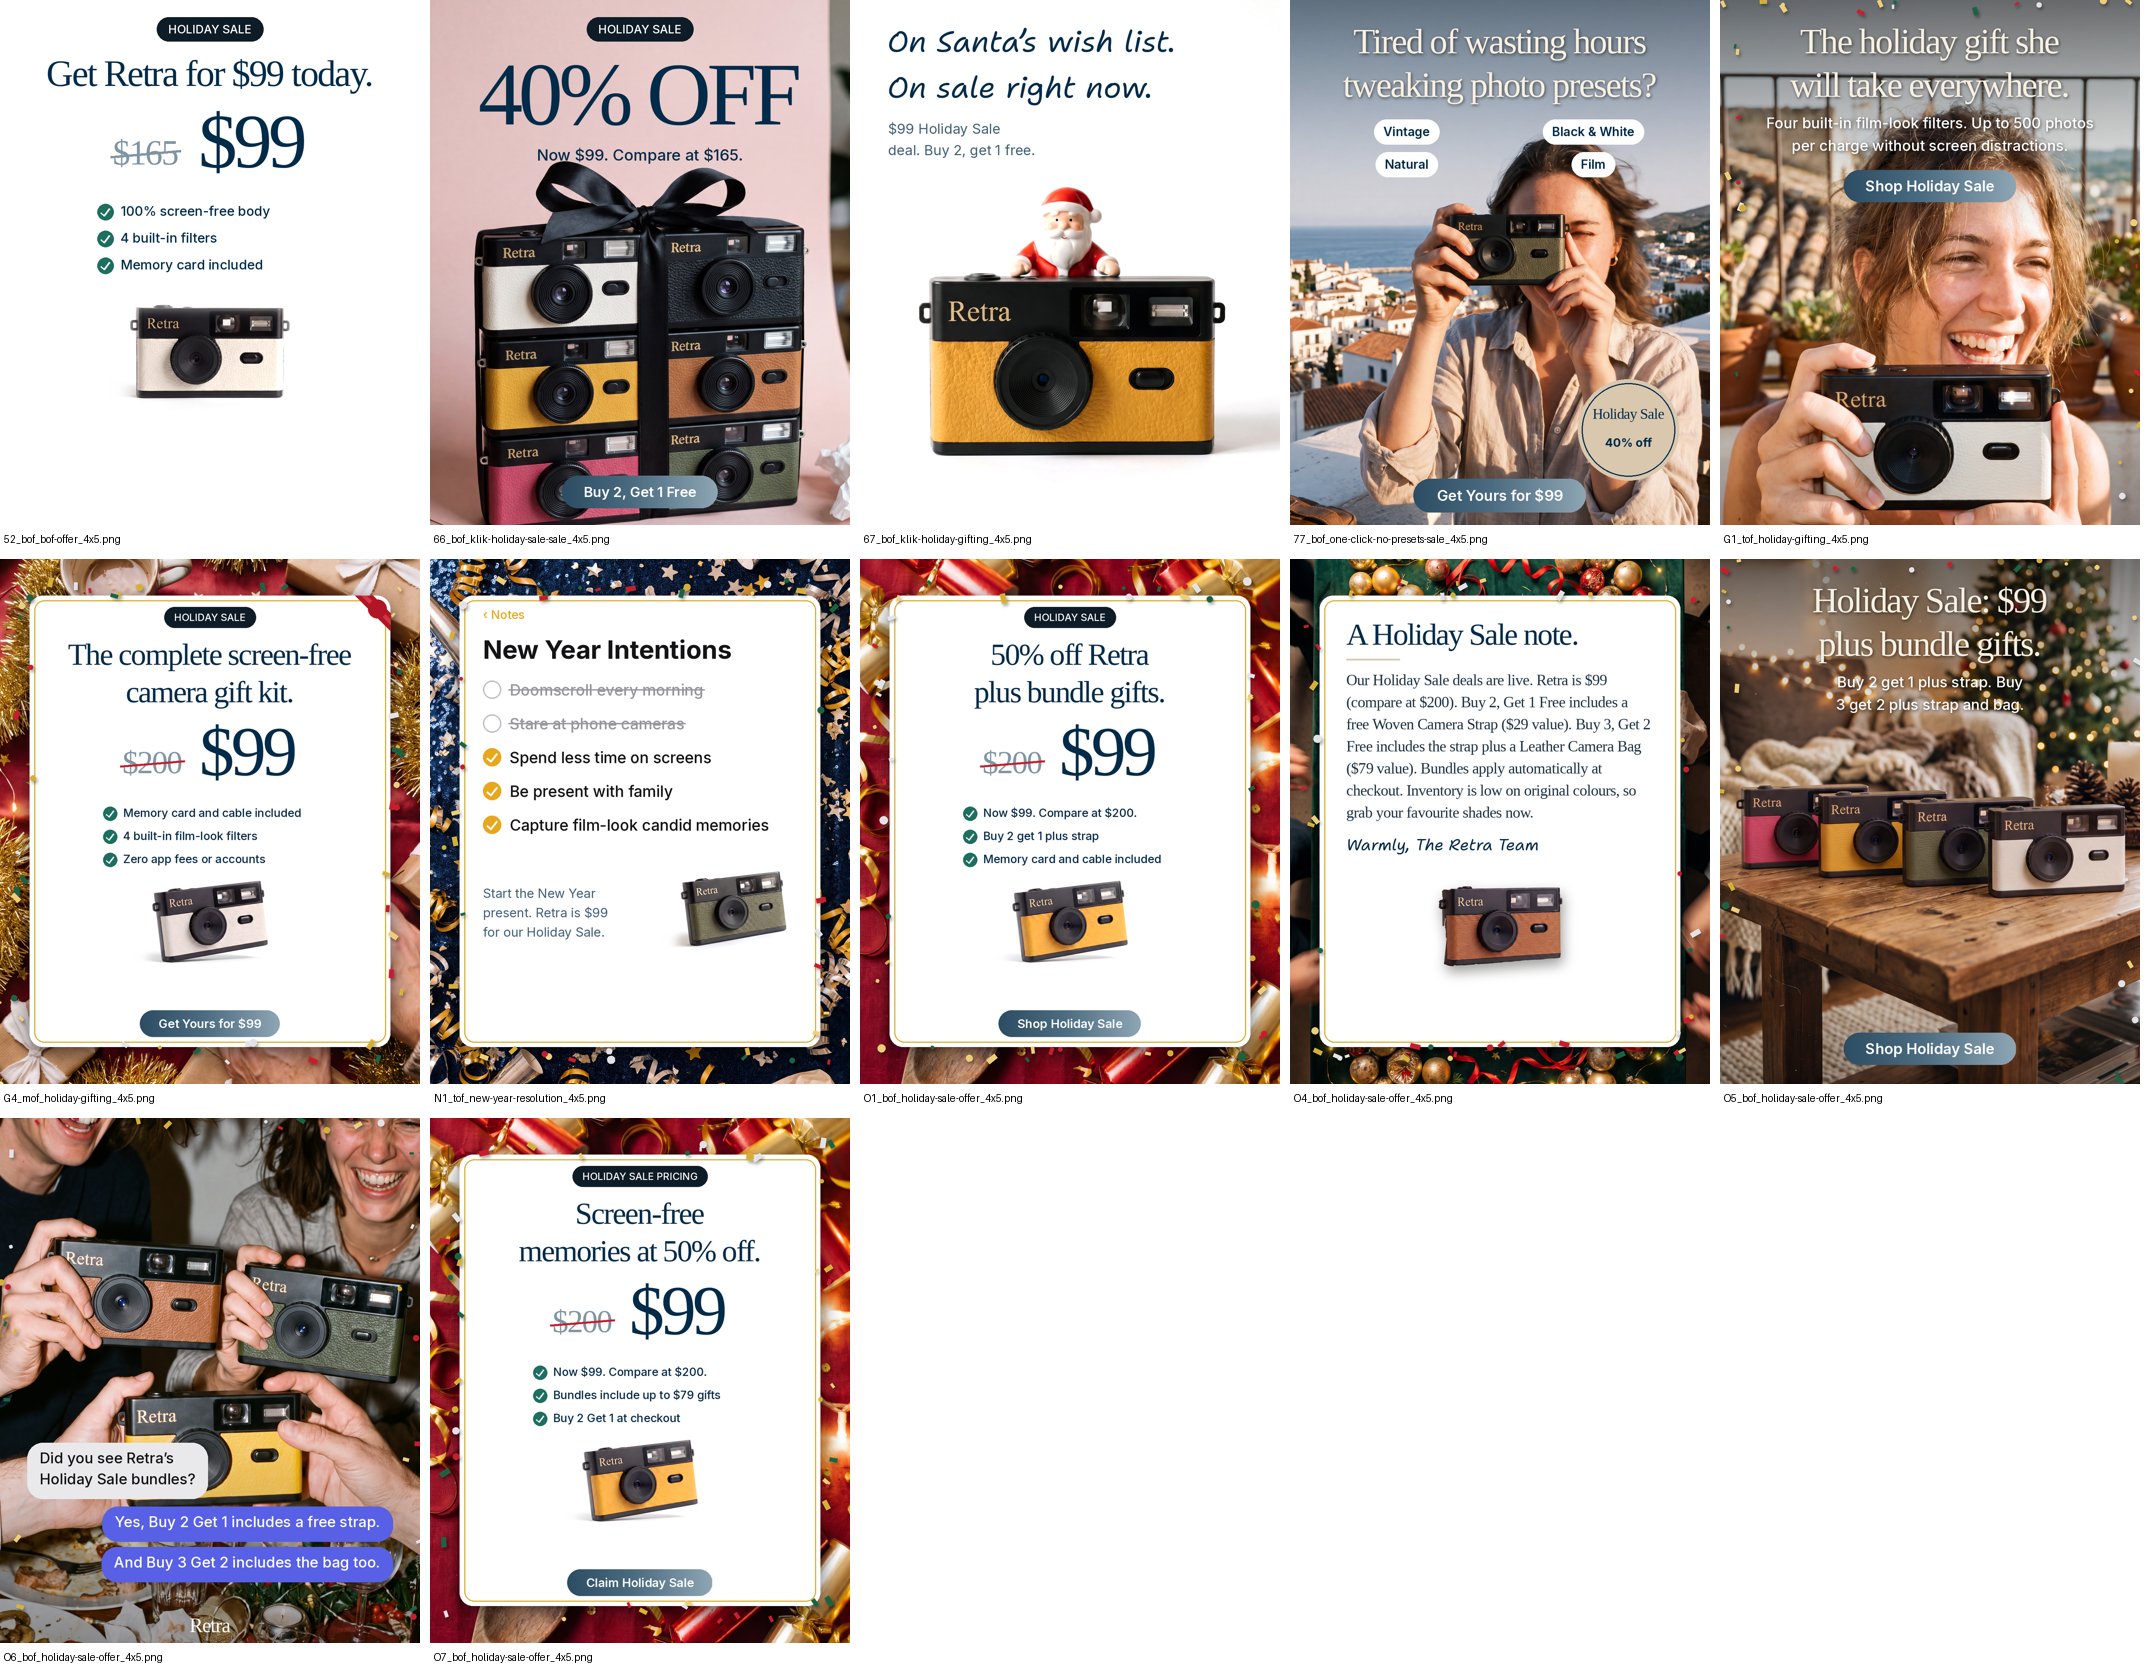 HOLIDAY SALE
Get Retra for $99 today.
$165 $99
100% screen-free body
4 built-in filters
Memory card included
Retra
52_bof_bof-offer_4x5.png
HOLIDAY SALE
40% OFF
Now $99. Compare at $165.
Retra
Retra
Retra
Retra
Retra
Retra
Buy 2, Get 1 Free
66_bof_klik-holiday-sale-sale_4x5.png
On Santa's wish list.
On sale right now.
$99 Holiday Sale
deal. Buy 2, get 1 free.
Retra
67_bof_klik-holiday-gifting_4x5.png
Tired of wasting hours
tweaking photo presets?
Vintage
Black & White
Natural
Film
Retra
Holiday Sale
40% off
Get Yours for $99
77_bof_one-click-no-presets-sale_4x5.png
The holiday gift she
will take everywhere.
Four built-in film-look filters. Up to 500 photos
per charge without screen distractions.
Shop Holiday Sale
Retra
G1_tof_holiday-gifting_4x5.png
HOLIDAY SALE
The complete screen-free
camera gift kit.
$200 $99
Memory card and cable included
4 built-in film-look filters
Zero app fees or accounts
Retra
Get Yours for $99
G4_mof_holiday-gifting_4x5.png
‹ Notes
New Year Intentions
Doomscroll every morning
Stare at phone cameras
Spend less time on screens
Be present with family
Capture film-look candid memories
Start the New Year
present. Retra is $99
for our Holiday Sale.
Retra
N1_tof_new-year-resolution_4x5.png
HOLIDAY SALE
50% off Retra
plus bundle gifts.
$200 $99
Now $99. Compare at $200.
Buy 2 get 1 plus strap
Memory card and cable included
Retra
Shop Holiday Sale
O1_bof_holiday-sale-offer_4x5.png
A Holiday Sale note.
Our Holiday Sale deals are live. Retra is $99
(compare at $200). Buy 2, Get 1 Free includes a
free Woven Camera Strap ($29 value). Buy 3, Get 2
Free includes the strap plus a Leather Camera Bag
($79 value). Bundles apply automatically at
checkout. Inventory is low on original colours, so
grab your favourite shades now.
Warmly, The Retra Team
Retra
O4_bof_holiday-sale-offer_4x5.png
Holiday Sale: $99
plus bundle gifts.
Buy 2 get 1 plus strap. Buy
3 get 2 plus strap and bag.
Retra
Retra
Retra
Retra
Shop Holiday Sale
O5_bof_holiday-sale-offer_4x5.png
Retra
Retra
Retra
Did you see Retra's
Holiday Sale bundles?
Yes, Buy 2 Get 1 includes a free strap.
And Buy 3 Get 2 includes the bag too.
Retra
O6_bof_holiday-sale-offer_4x5.png
HOLIDAY SALE PRICING
Screen-free
memories at 50% off.
$200 $99
Now $99. Compare at $200.
Bundles include up to $79 gifts
Buy 2 Get 1 at checkout
Retra
Claim Holiday Sale
O7_bof_holiday-sale-offer_4x5.png